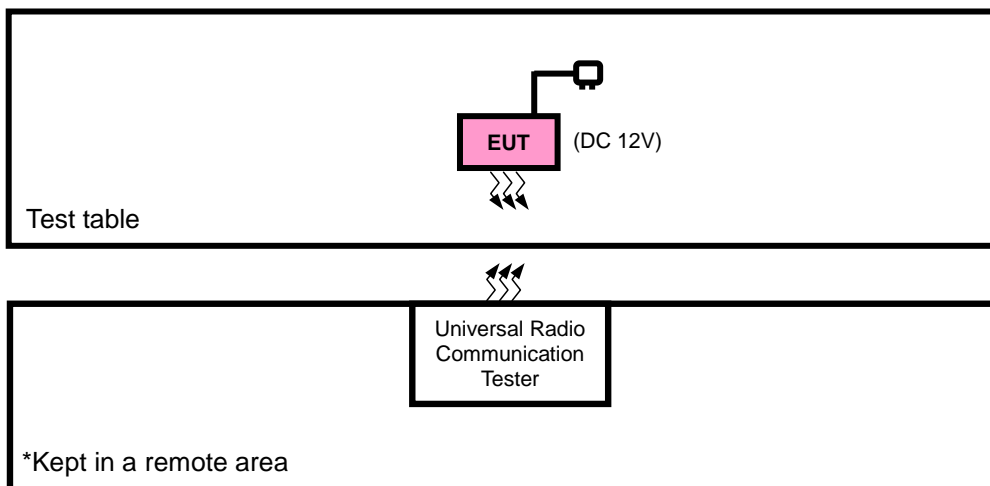 EUT
(DC 12V)
Test table
Universal Radio
Communication
Tester
*Kept in a remote area